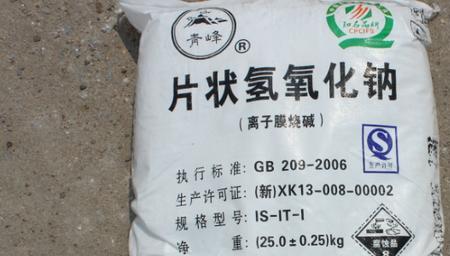 青峰
®
CPCIF
片状氢氧化钠
(离子膜烧碱)
执行标准: GB 209-2006
生产许可证: (新)XK13-008-00002
生产许可
规格型号: IS-IT-I
净 重: (25.0±0.25)kg
腐蚀品
8